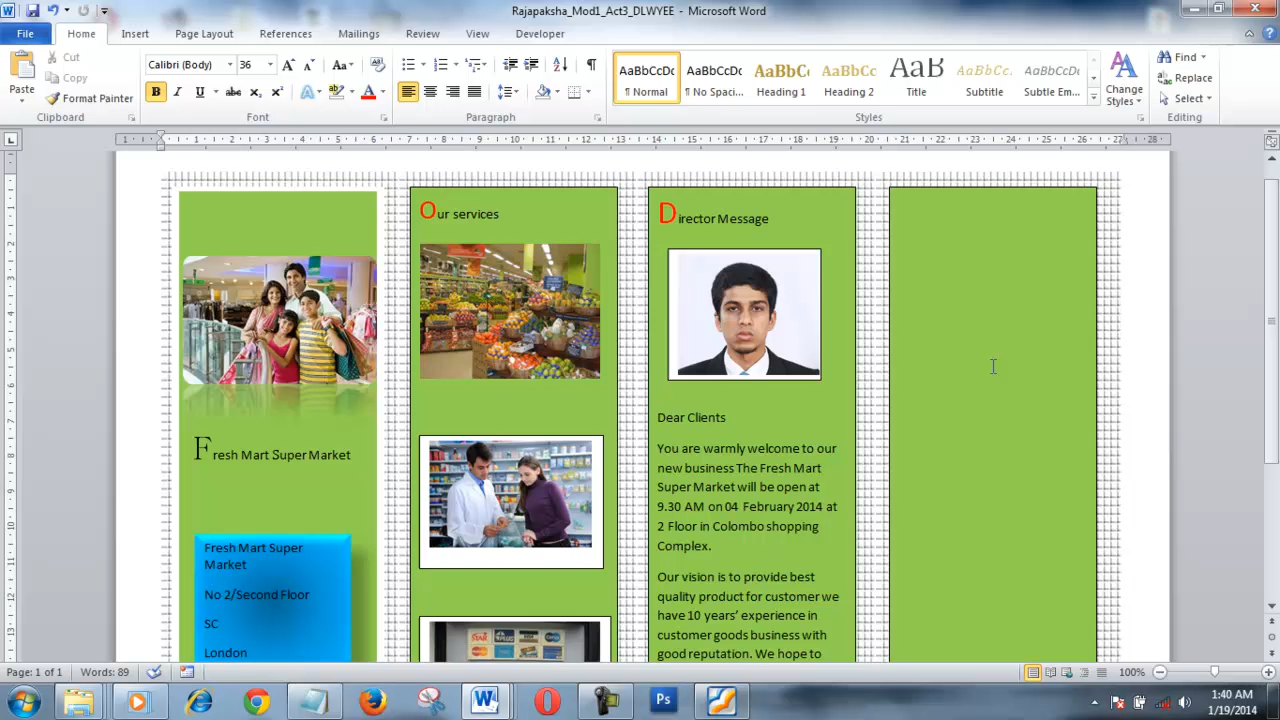 Rajapaksha_Mod1_Act3_DLWYEE - Microsoft Word
File Home Insert Page Layout References Mailings Review View Developer
Paste
Cut
Copy
Format Painter
Clipboard
Calibri (Body) 36
Font
Paragraph
AaBbCcDc
¶ Normal
AaBbCcDc
¶ No Spaci...
AaBbCc
Heading 1
AaBbCc
Heading 2
AaB
Title
AaBbCc.
Subtitle
AaBbCcDc
Subtle Em...
Change
Styles
Styles
Find
Replace
Select
Editing
Fresh Mart Super Market
Fresh Mart Super
Market
No 2/Second Floor
SC
London
Our services
Director Message
Dear Clients
You are warmly welcome to our
new business The Fresh Mart
Super Market will be open at
9.30 AM on 04 February 2014 at
2 Floor in Colombo shopping
Complex.
Our vision is to provide best
quality product for customer we
have 10 years’ experience in
customer goods business with
good reputation. We hope to
Page: 1 of 1 Words: 89 100%
1:40 AM
1/19/2014